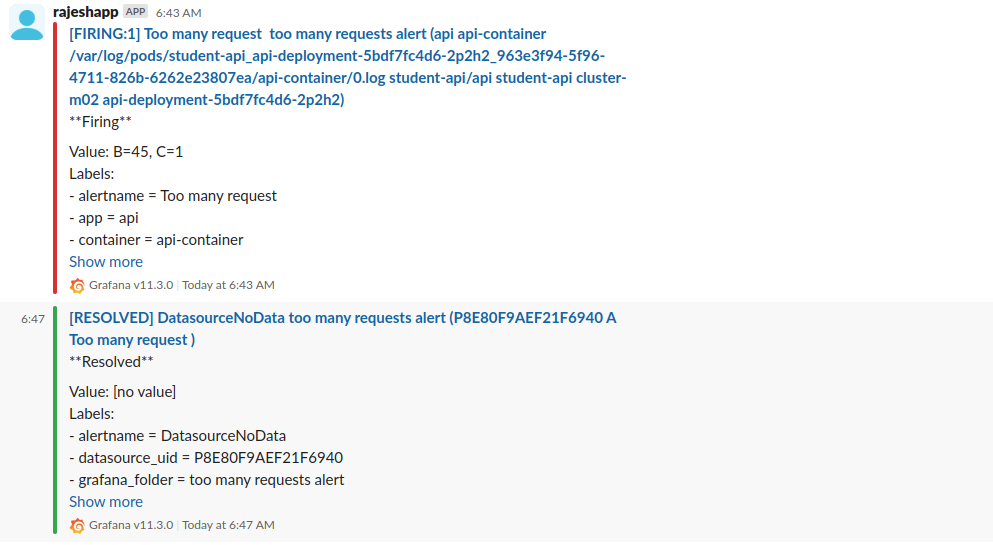 rajeshapp APP 6:43 AM
[FIRING:1] Too many request  too many requests alert (api api-container
/var/log/pods/student-api_api-deployment-5bdf7fc4d6-2p2h2_963e3f94-5f96-
4711-826b-6262e23807ea/api-container/0.log student-api/api student-api cluster-
m02 api-deployment-5bdf7fc4d6-2p2h2)
**Firing**
Value: B=45, C=1
Labels:
- alertname = Too many request
- app = api
- container = api-container
Show more
Grafana v11.3.0 | Today at 6:43 AM
6:47
[RESOLVED] DatasourceNoData too many requests alert (P8E80F9AEF21F6940 A
Too many request )
**Resolved**
Value: [no value]
Labels:
- alertname = DatasourceNoData
- datasource_uid = P8E80F9AEF21F6940
- grafana_folder = too many requests alert
Show more
Grafana v11.3.0 | Today at 6:47 AM